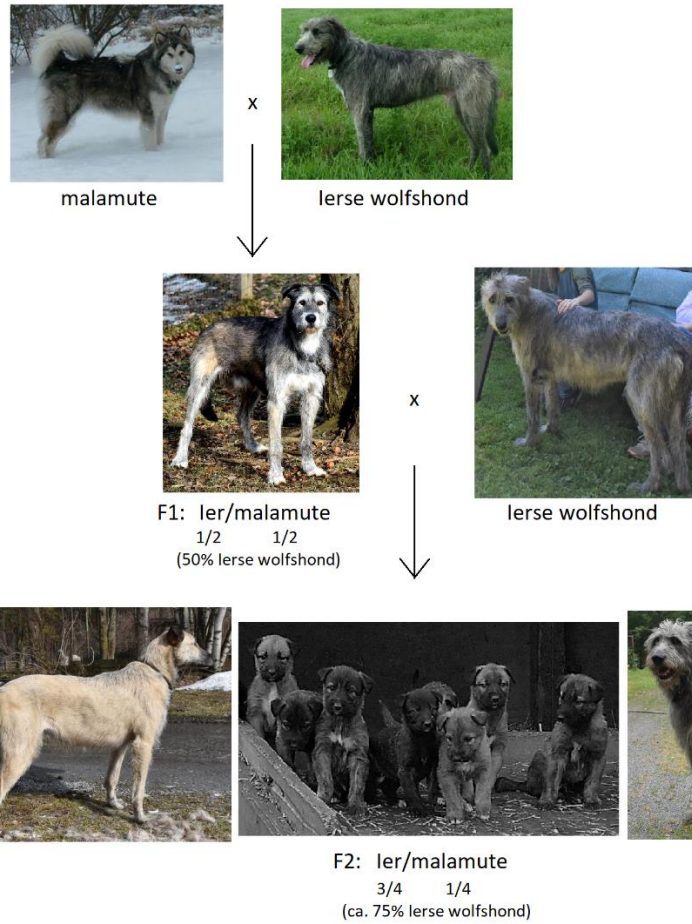 x
malamute
Ierse wolfshond
x
F1: Ier/malamute
1/2 1/2
(50% Ierse wolfshond)
Ierse wolfshond
F2: Ier/malamute
3/4 1/4
(ca. 75% Ierse wolfshond)